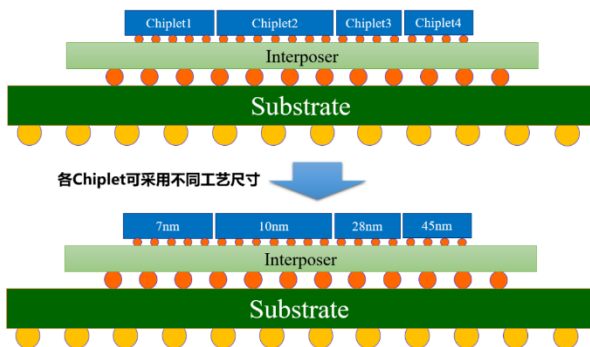 Chiplet1 Chiplet2 Chiplet3 Chiplet4
Interposer
Substrate
各Chiplet可采用不同工艺尺寸
7nm 10nm 28nm 45nm
Interposer
Substrate